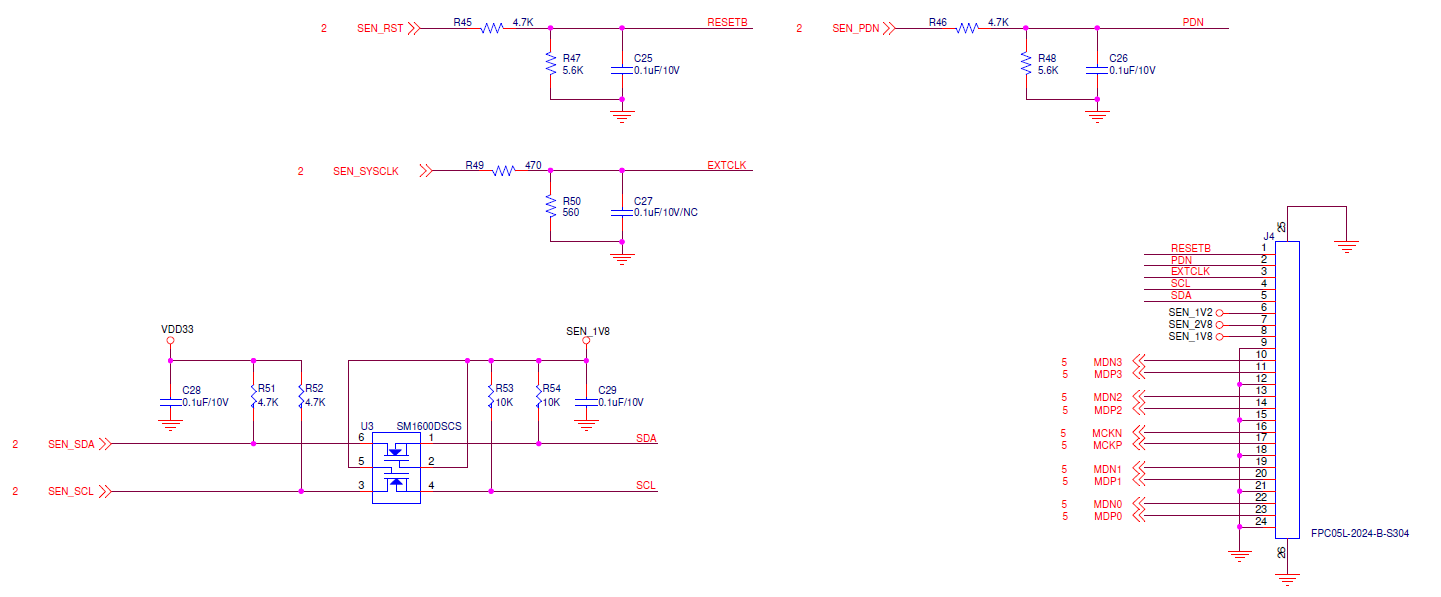 2 SEN_RST R45 4.7K RESETB
R47
5.6K
C25
0.1uF/10V
2 SEN_PDN R46 4.7K PDN
R48
5.6K
C26
0.1uF/10V
2 SEN_SYSCLK R49 470 EXTCLK
R50
560
C27
0.1uF/10V/NC
VDD33
SEN_1V8
C28
0.1uF/10V
R51
4.7K
R52
4.7K
R53
10K
R54
10K
C29
0.1uF/10V
U3 SM1600DSCS
2 SEN_SDA 6 1 SDA
5 2
2 SEN_SCL 3 4 SCL
25
J4
RESETB 1
PDN 2
EXTCLK 3
SCL 4
SDA 5
SEN_1V2 6
SEN_2V8 7
SEN_1V8 8
9
5 MDN3 10
5 MDP3 11
12
5 MDN2 13
5 MDP2 14
15
5 MCKN 16
5 MCKP 17
18
5 MDN1 19
5 MDP1 20
21
5 MDN0 22
5 MDP0 23
24
FPC05L-2024-B-S304
26